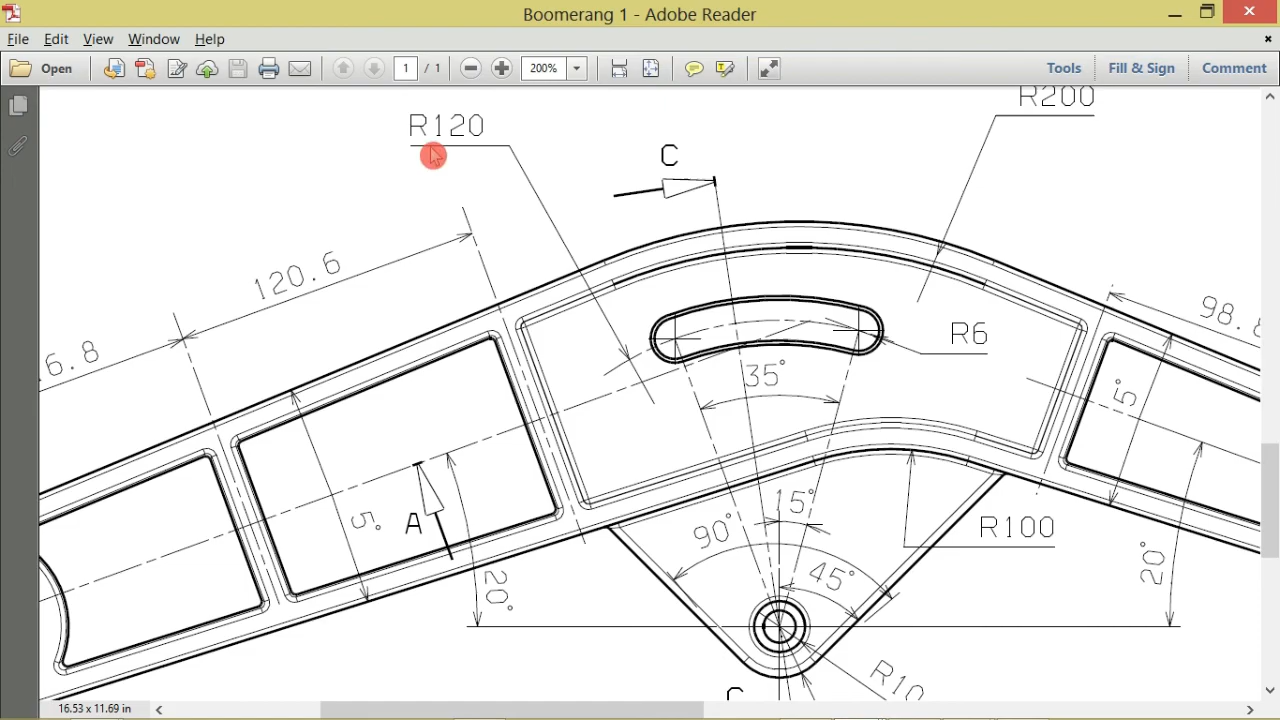 Boomerang 1 - Adobe Reader
File Edit View Window Help
Open 1 / 1 200% Tools Fill & Sign Comment
R200
R120
C
120.6
98.8
6.8
R6
35°
5°
15°
A
5°
90°
R100
45°
20°
20°
R10
C
16.53 x 11.69 in